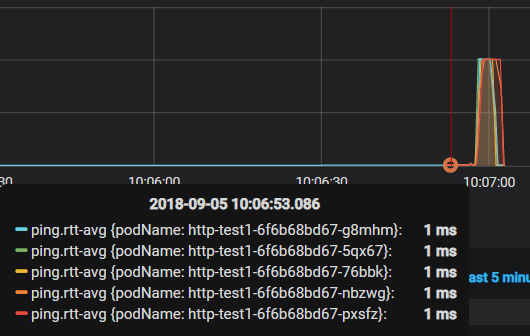 30 10:06:00 10:06:30 10:07:00
2018-09-05 10:06:53.086
ping.rtt-avg {podName: http-test1-6f6b68bd67-g8mhm}: 1 ms
ping.rtt-avg {podName: http-test1-6f6b68bd67-5qx67}: 1 ms
ping.rtt-avg {podName: http-test1-6f6b68bd67-76bbk}: 1 ms
ast 5 minu
ping.rtt-avg {podName: http-test1-6f6b68bd67-nbzwg}: 1 ms
ping.rtt-avg {podName: http-test1-6f6b68bd67-pxsfz}: 1 ms